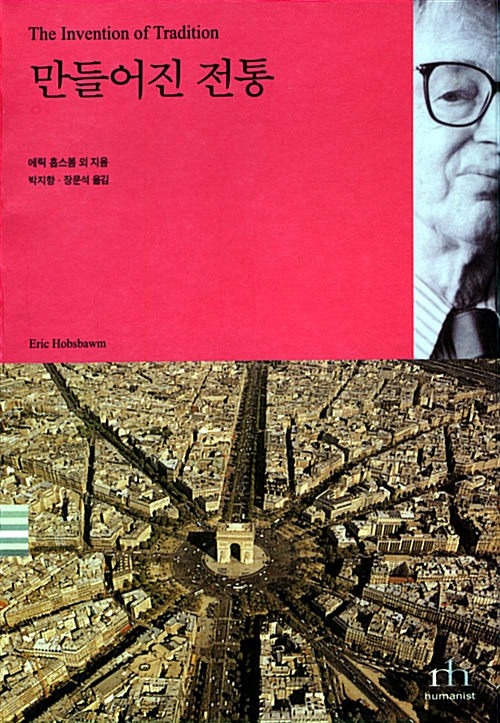 The Invention of Tradition
만들어진 전통
에릭 홉스봄 외 지음
박지향 · 장문석 옮김
Eric Hobsbawm
humanist